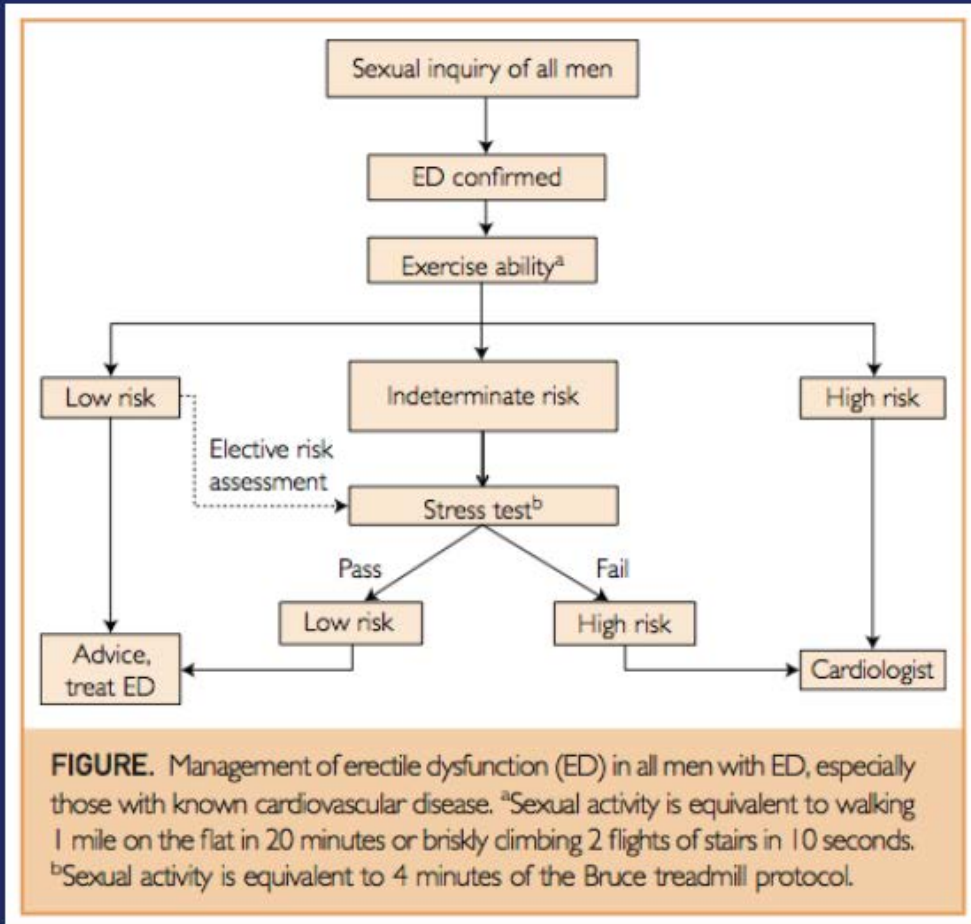 Sexual inquiry of all men
ED confirmed
Exercise abilityᵃ
Low risk
Indeterminate risk
High risk
Elective risk
assessment
Stress testᵇ
Pass
Fail
Low risk
High risk
Advice,
treat ED
Cardiologist
FIGURE. Management of erectile dysfunction (ED) in all men with ED, especially
those with known cardiovascular disease. ᵃSexual activity is equivalent to walking
1 mile on the flat in 20 minutes or briskly climbing 2 flights of stairs in 10 seconds.
ᵇSexual activity is equivalent to 4 minutes of the Bruce treadmill protocol.